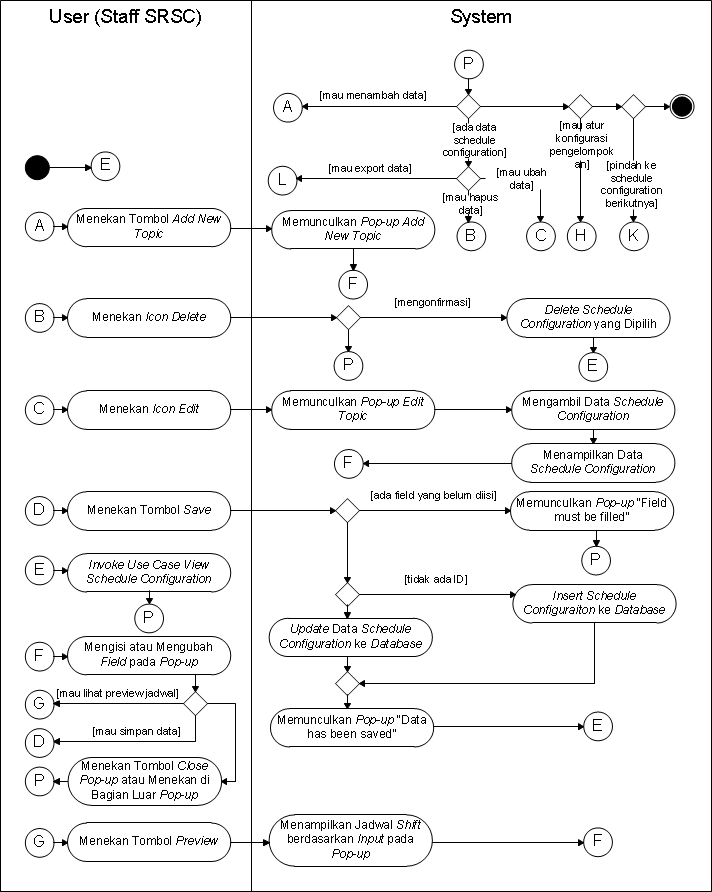 User (Staff SRSC)
System
P
A
[mau menambah data]
[ada data
schedule
configuration]
[mau atur
konfigurasi
pengelompok
an]
[pindah ke
schedule
configuration
berikutnya]
E
L
[mau export data]
[mau ubah
data]
[mau hapus
data]
B
C
H
K
A
Menekan Tombol Add New
Topic
Memunculkan Pop-up Add
New Topic
F
B
Menekan Icon Delete
[mengonfirmasi]
Delete Schedule
Configuration yang Dipilih
P
E
C
Menekan Icon Edit
Memunculkan Pop-up Edit
Topic
Mengambil Data Schedule
Configuration
F
Menampilkan Data
Schedule Configuration
D
Menekan Tombol Save
[ada field yang belum diisi]
Memunculkan Pop-up "Field
must be filled"
P
E
Invoke Use Case View
Schedule Configuration
P
[tidak ada ID]
Insert Schedule
Configuraiton ke Database
Update Data Schedule
Configuration ke Database
F
Mengisi atau Mengubah
Field pada Pop-up
G
[mau lihat preview jadwal]
D
[mau simpan data]
Memunculkan Pop-up "Data
has been saved"
E
P
Menekan Tombol Close
Pop-up atau Menekan di
Bagian Luar Pop-up
G
Menekan Tombol Preview
Menampilkan Jadwal Shift
berdasarkan Input pada
Pop-up
F